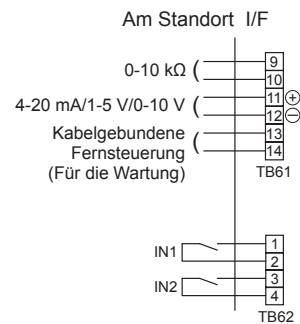 Am Standort I/F
0-10 kΩ
9
10
4-20 mA/1-5 V/0-10 V
11 +
12 −
Kabelgebundene
Fernsteuerung
(Für die Wartung)
13
14
TB61
IN1
1
2
IN2
3
4
TB62